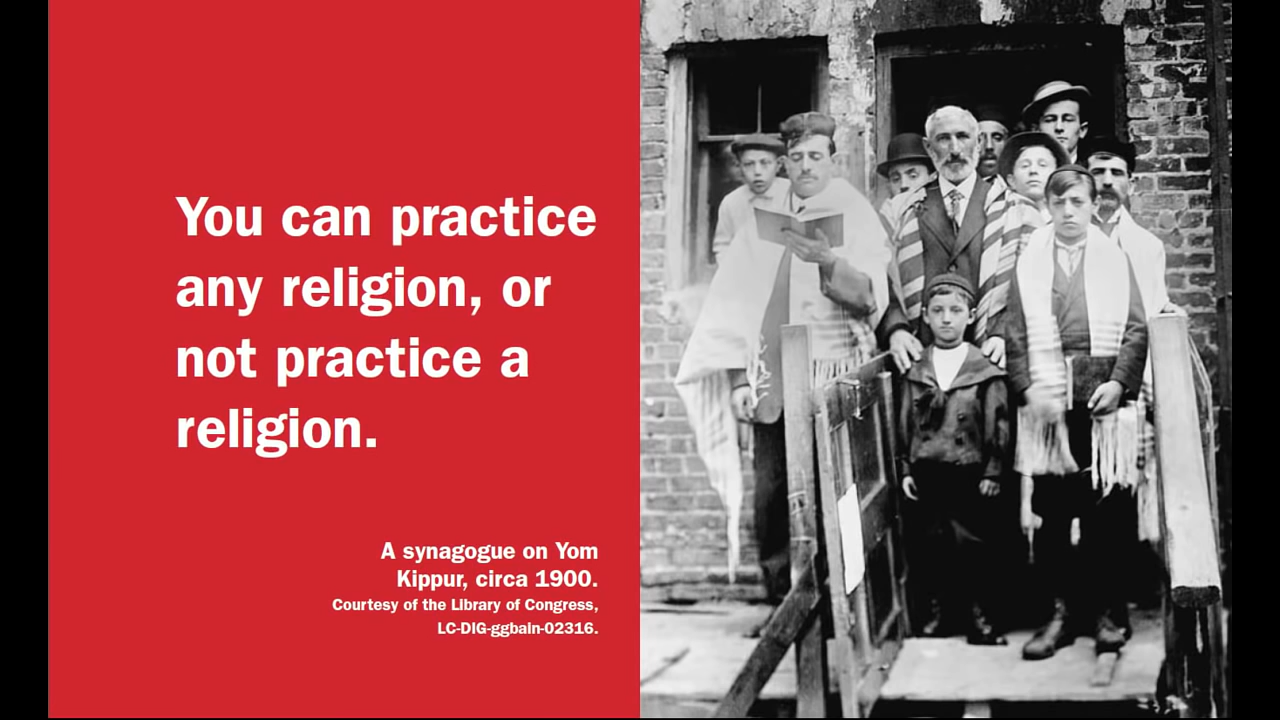 You can practice
any religion, or
not practice a
religion.
A synagogue on Yom
Kippur, circa 1900.
Courtesy of the Library of Congress,
LC-DIG-ggbain-02316.